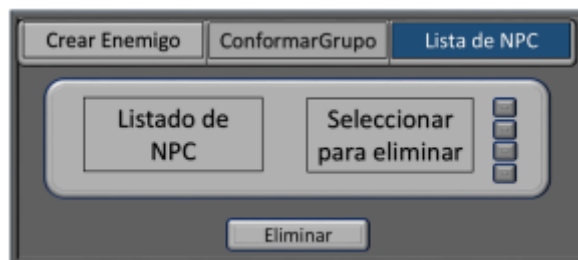 Crear Enemigo
ConformarGrupo
Lista de NPC
Listado de
NPC
Seleccionar
para eliminar
Eliminar